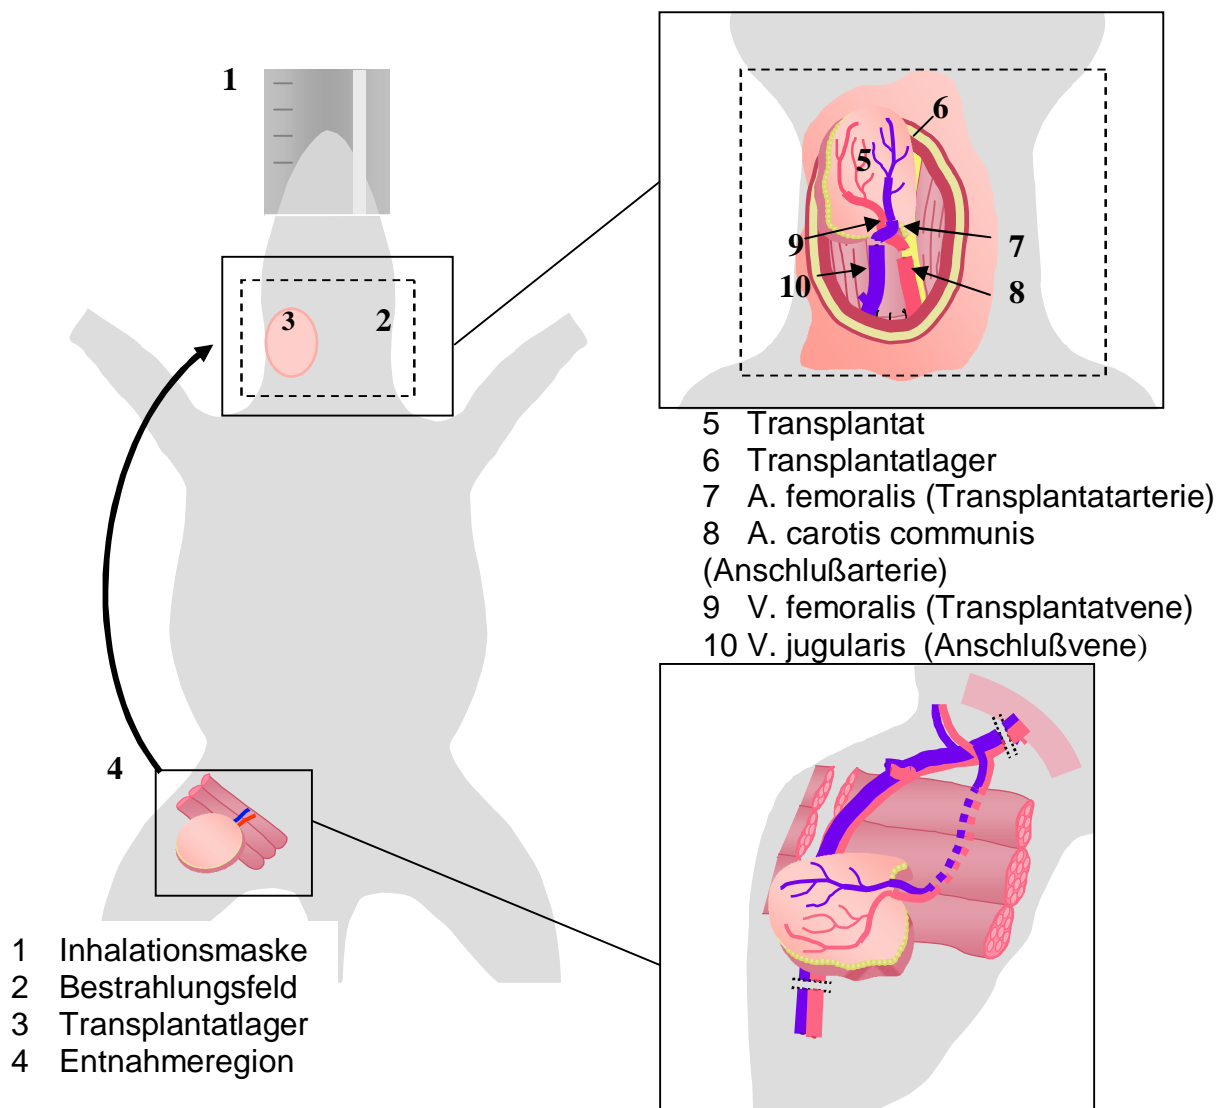 1
2
3
4
5
6
7
8
9
10
5 Transplantat
6 Transplantatlager
7 A. femoralis (Transplantatarterie)
8 A. carotis communis
(Anschlußarterie)
9 V. femoralis (Transplantatvene)
10 V. jugularis (Anschlußvene)
1 Inhalationsmaske
2 Bestrahlungsfeld
3 Transplantatlager
4 Entnahmeregion